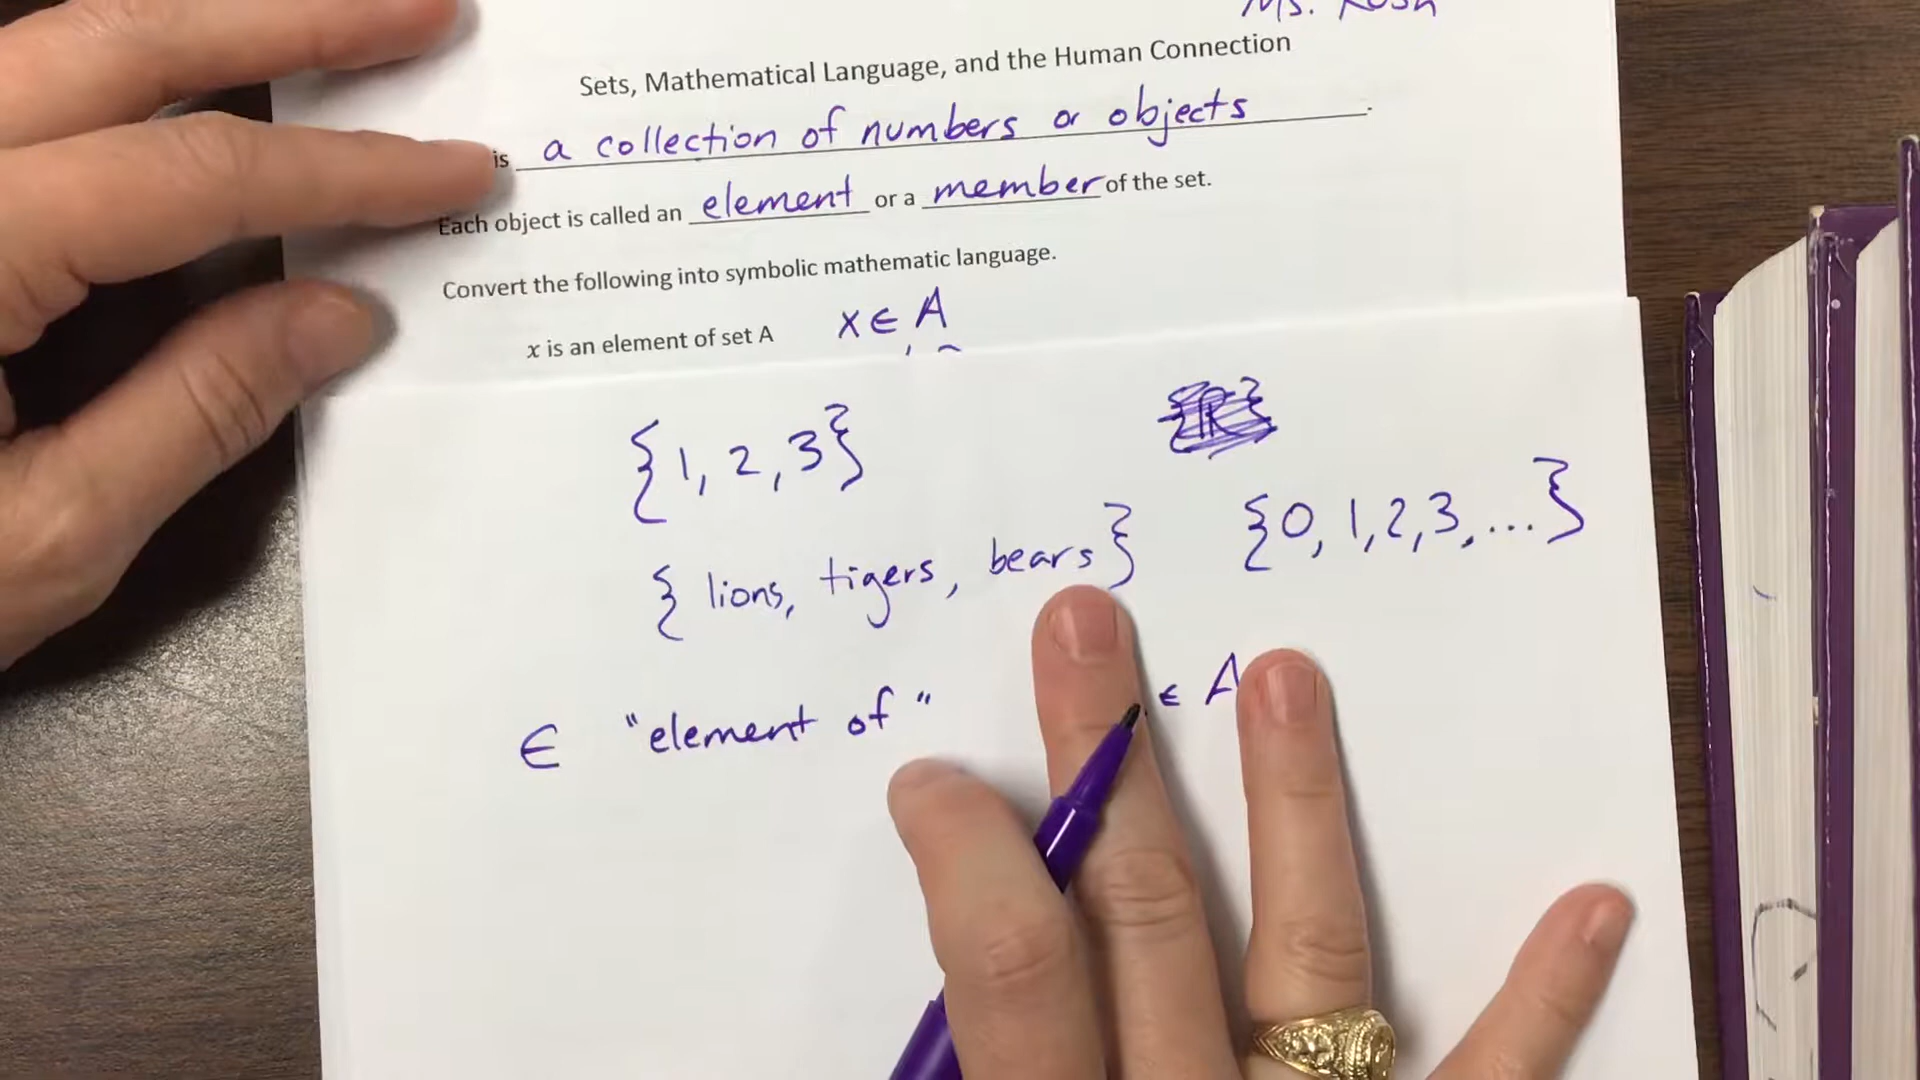 Ms.
Sets, Mathematical Language, and the Human Connection
is a collection of numbers or objects.
Each object is called an element or a member of the set.
Convert the following into symbolic mathematic language.
x is an element of set A x ∈ A
{1, 2, 3}
{ lions, tigers, bears} {0, 1, 2, 3, ...}
∈ "element of" ∈ A